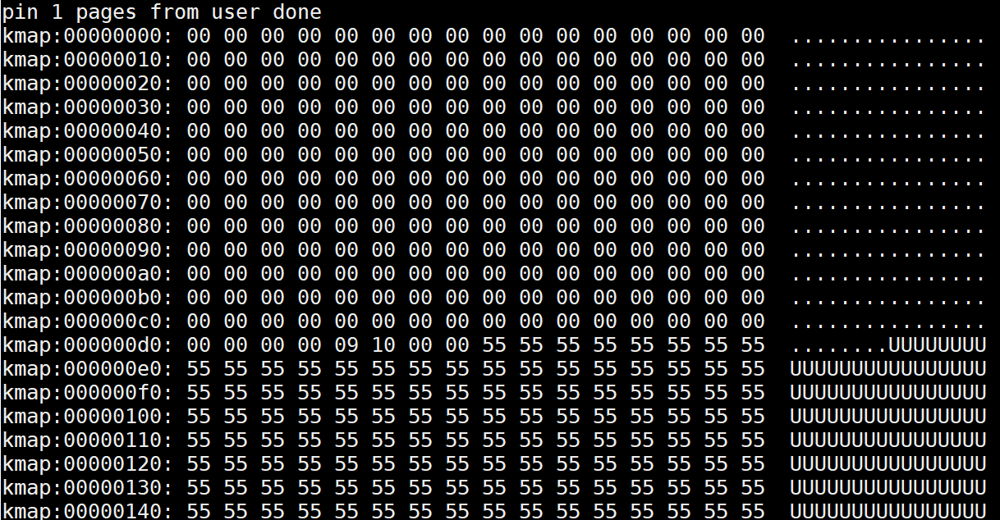 pin 1 pages from user done
kmap:00000000: 00 00 00 00 00 00 00 00 00 00 00 00 00 00 00 00  ................
kmap:00000010: 00 00 00 00 00 00 00 00 00 00 00 00 00 00 00 00  ................
kmap:00000020: 00 00 00 00 00 00 00 00 00 00 00 00 00 00 00 00  ................
kmap:00000030: 00 00 00 00 00 00 00 00 00 00 00 00 00 00 00 00  ................
kmap:00000040: 00 00 00 00 00 00 00 00 00 00 00 00 00 00 00 00  ................
kmap:00000050: 00 00 00 00 00 00 00 00 00 00 00 00 00 00 00 00  ................
kmap:00000060: 00 00 00 00 00 00 00 00 00 00 00 00 00 00 00 00  ................
kmap:00000070: 00 00 00 00 00 00 00 00 00 00 00 00 00 00 00 00  ................
kmap:00000080: 00 00 00 00 00 00 00 00 00 00 00 00 00 00 00 00  ................
kmap:00000090: 00 00 00 00 00 00 00 00 00 00 00 00 00 00 00 00  ................
kmap:000000a0: 00 00 00 00 00 00 00 00 00 00 00 00 00 00 00 00  ................
kmap:000000b0: 00 00 00 00 00 00 00 00 00 00 00 00 00 00 00 00  ................
kmap:000000c0: 00 00 00 00 00 00 00 00 00 00 00 00 00 00 00 00  ................
kmap:000000d0: 00 00 00 00 09 10 00 00 55 55 55 55 55 55 55 55  ........UUUUUUUU
kmap:000000e0: 55 55 55 55 55 55 55 55 55 55 55 55 55 55 55 55  UUUUUUUUUUUUUUUU
kmap:000000f0: 55 55 55 55 55 55 55 55 55 55 55 55 55 55 55 55  UUUUUUUUUUUUUUUU
kmap:00000100: 55 55 55 55 55 55 55 55 55 55 55 55 55 55 55 55  UUUUUUUUUUUUUUUU
kmap:00000110: 55 55 55 55 55 55 55 55 55 55 55 55 55 55 55 55  UUUUUUUUUUUUUUUU
kmap:00000120: 55 55 55 55 55 55 55 55 55 55 55 55 55 55 55 55  UUUUUUUUUUUUUUUU
kmap:00000130: 55 55 55 55 55 55 55 55 55 55 55 55 55 55 55 55  UUUUUUUUUUUUUUUU
kmap:00000140: 55 55 55 55 55 55 55 55 55 55 55 55 55 55 55 55  UUUUUUUUUUUUUUUU